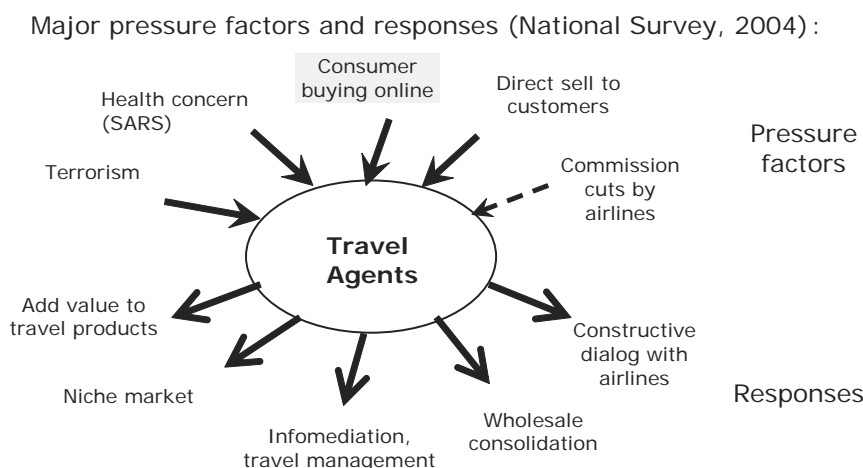 Major pressure factors and responses (National Survey, 2004):
Consumer
buying online
Health concern
(SARS)
Direct sell to
customers
Pressure
factors
Terrorism
Commission
cuts by
airlines
Travel
Agents
Add value to
travel products
Constructive
dialog with
airlines
Niche market
Responses
Wholesale
consolidation
Infomediation,
travel management